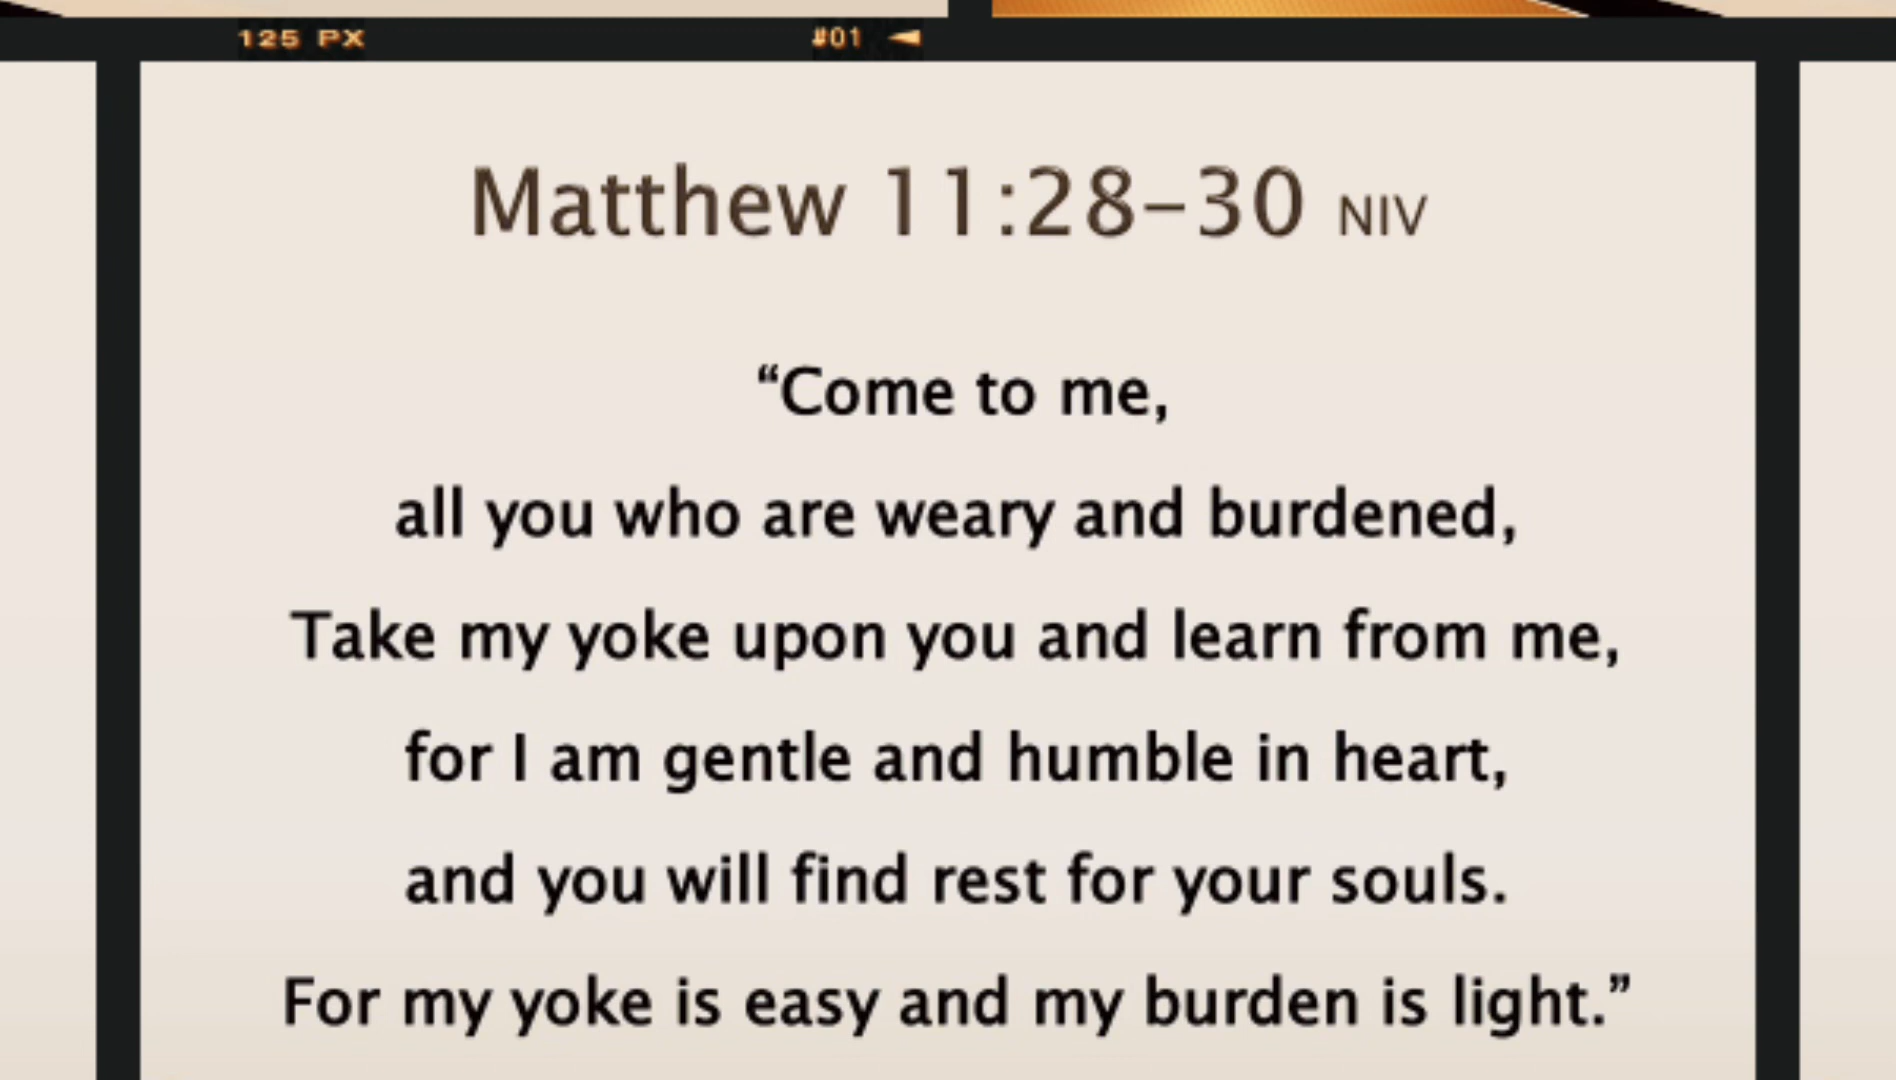 125 PX #01
Matthew 11:28–30 NIV
“Come to me,
all you who are weary and burdened,
Take my yoke upon you and learn from me,
for I am gentle and humble in heart,
and you will find rest for your souls.
For my yoke is easy and my burden is light.”